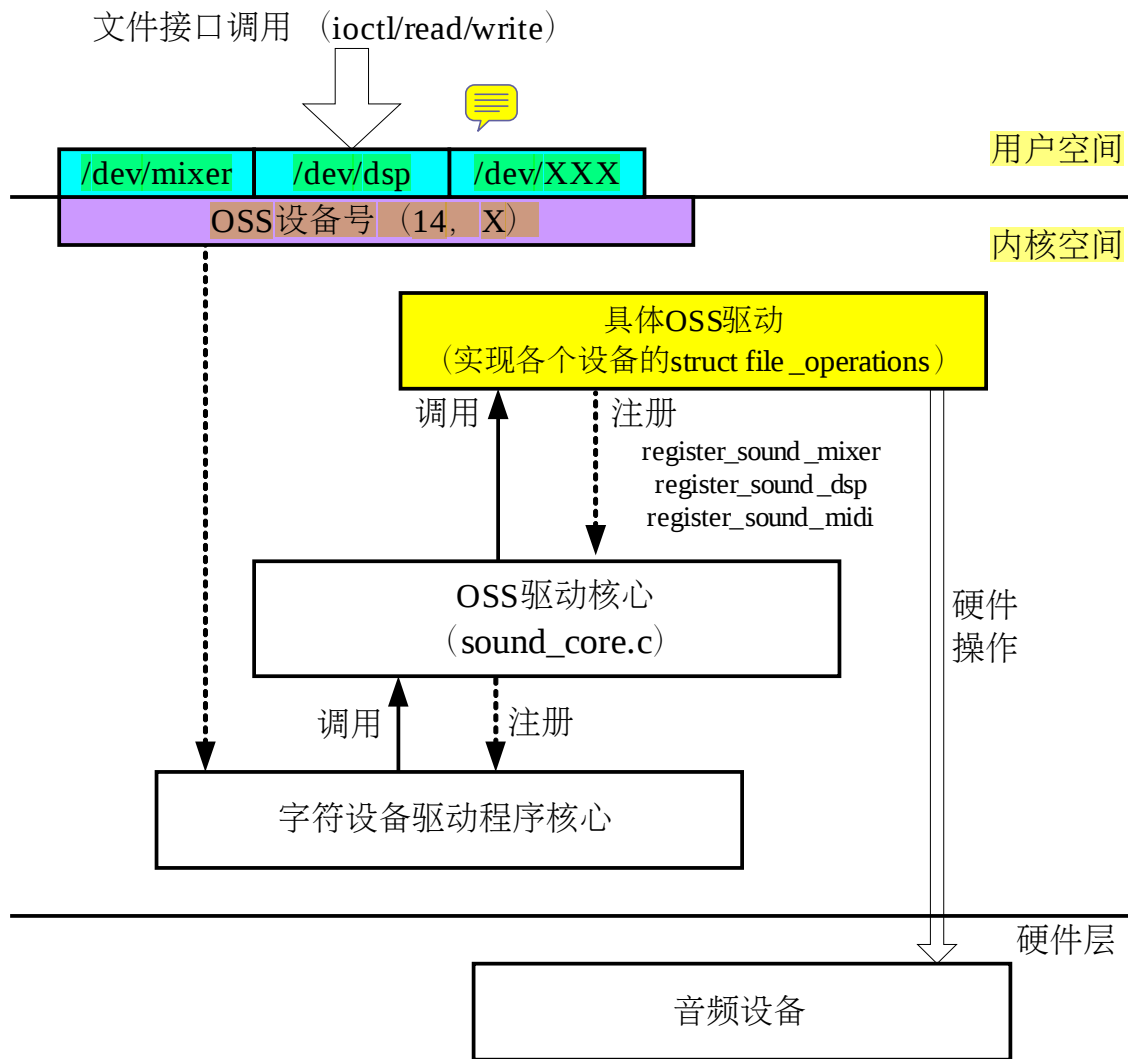 文件接口调用 （ioctl/read/write）
用户空间
/dev/mixer
/dev/dsp
/dev/XXX
OSS设备号 （14， X）
内核空间
具体OSS驱动
（实现各个设备的struct file_operations）
调用
注册
register_sound_mixer
register_sound_dsp
register_sound_midi
OSS驱动核心
（sound_core.c）
硬件
操作
调用
注册
字符设备驱动程序核心
硬件层
音频设备